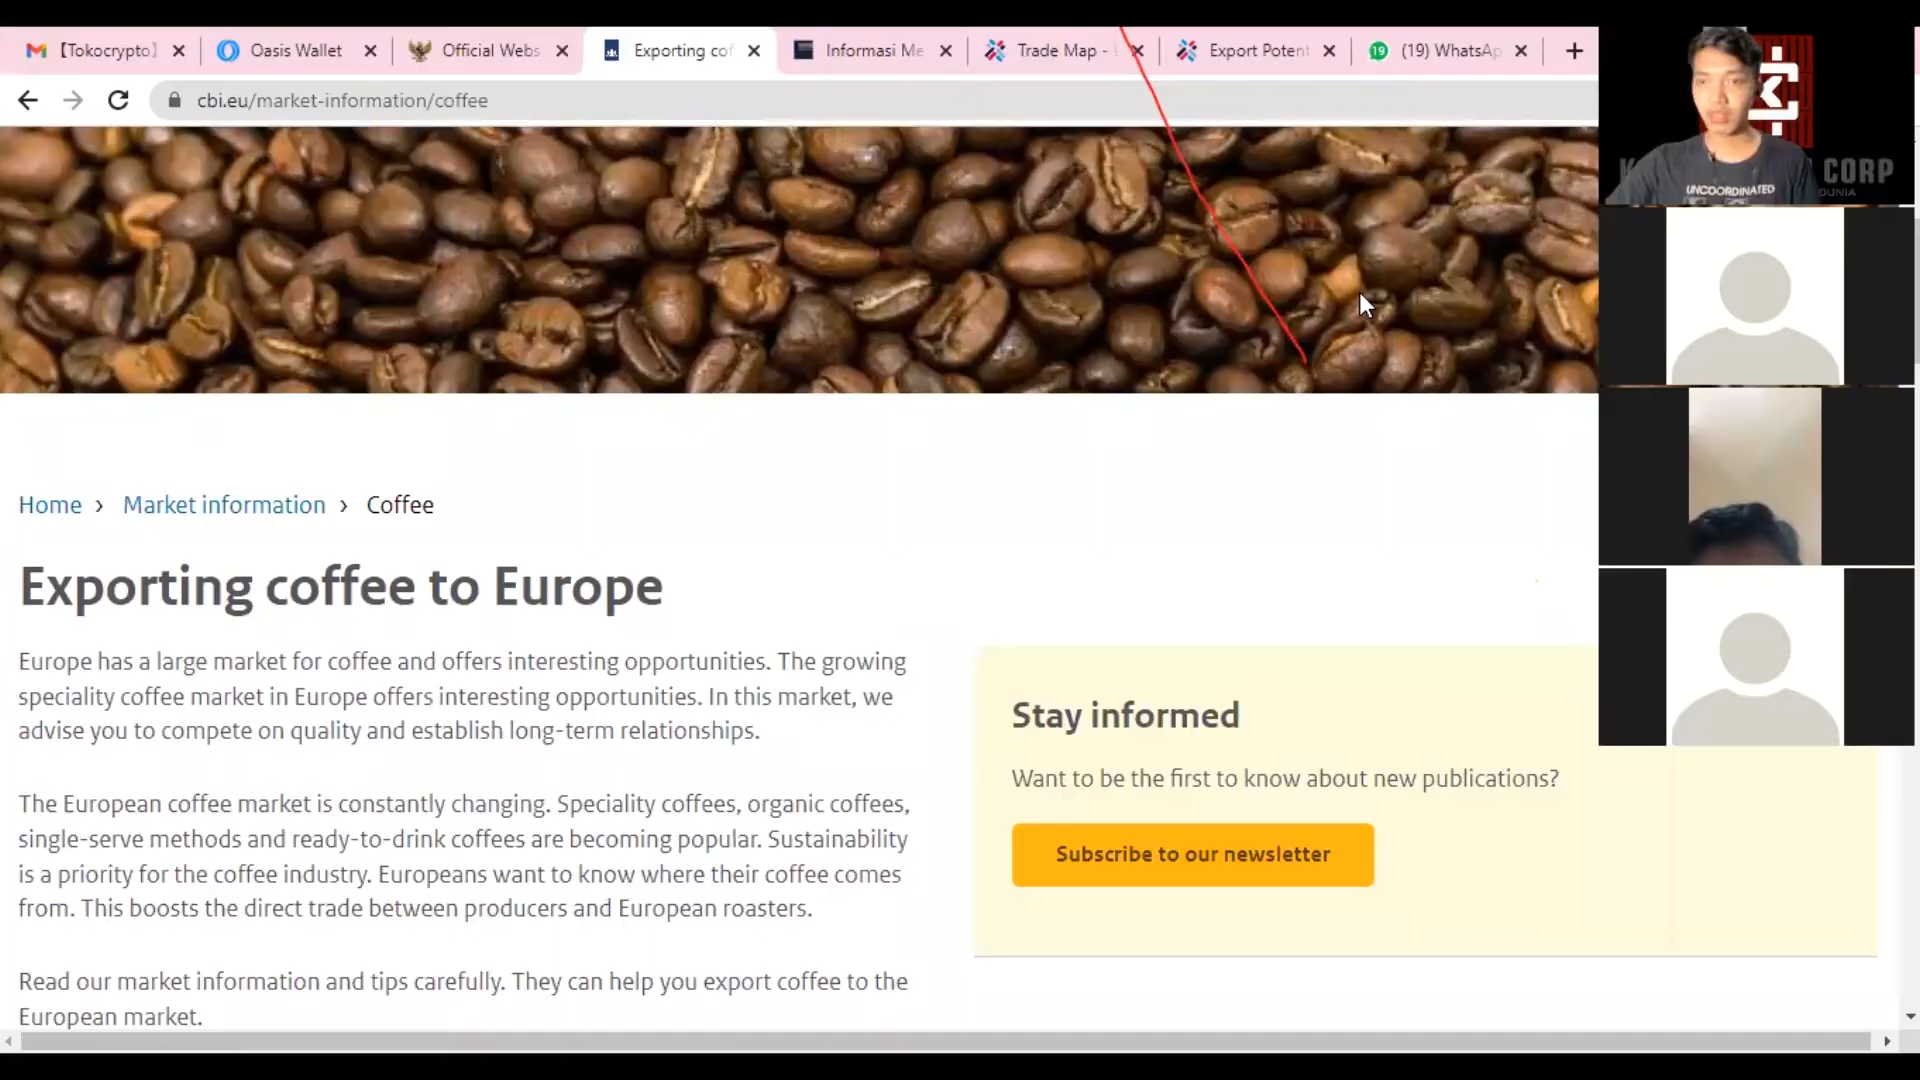 【Tokocrypto】
Oasis Wallet
Official Webs
Exporting cof
Informasi Me
Trade Map -
Export Potent
19
(19) WhatsAp
cbi.eu/market-information/coffee
CORP
DUNIA
UNCOORDINATED
Home › Market information › Coffee
Exporting coffee to Europe
Europe has a large market for coffee and offers interesting opportunities. The growing
speciality coffee market in Europe offers interesting opportunities. In this market, we
advise you to compete on quality and establish long-term relationships.
The European coffee market is constantly changing. Speciality coffees, organic coffees,
single-serve methods and ready-to-drink coffees are becoming popular. Sustainability
is a priority for the coffee industry. Europeans want to know where their coffee comes
from. This boosts the direct trade between producers and European roasters.
Read our market information and tips carefully. They can help you export coffee to the
European market.
Stay informed
Want to be the first to know about new publications?
Subscribe to our newsletter